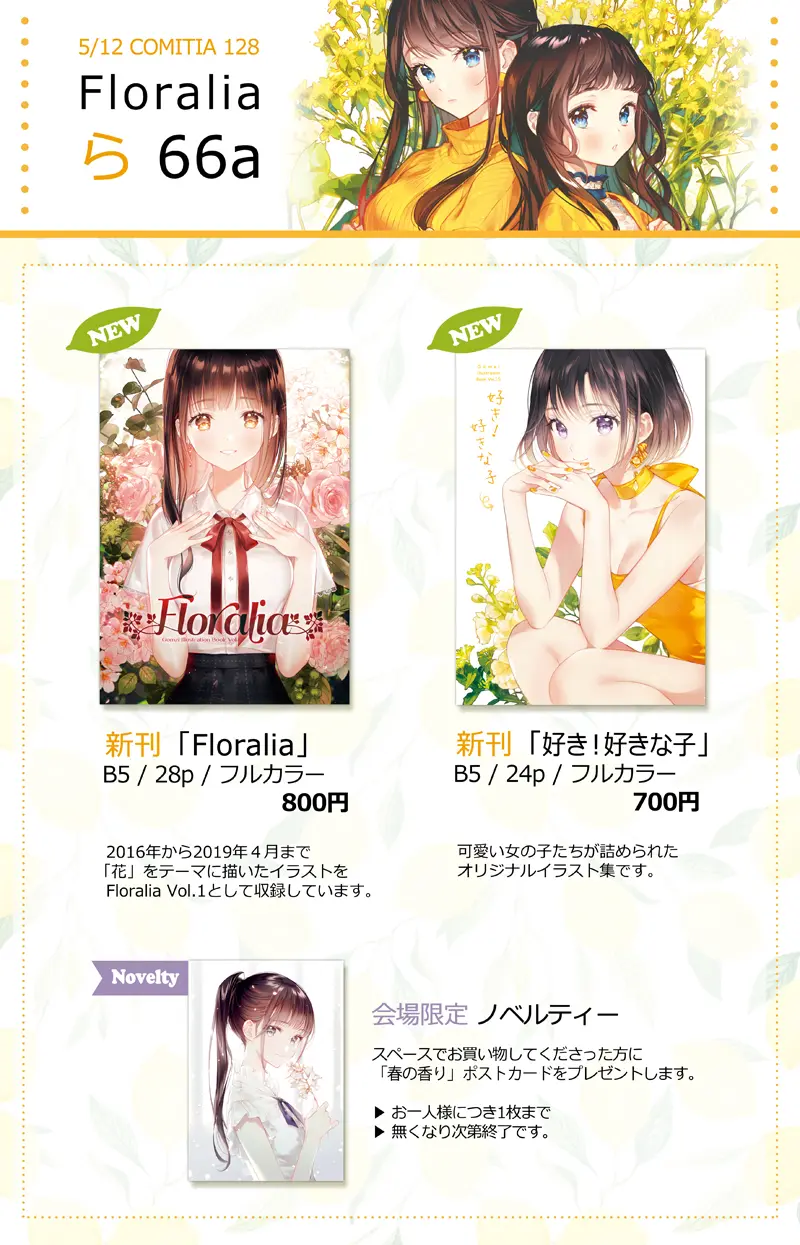 5/12 COMITIA 128
Floralia
ら 66a
NEW
NEW
Floralia
好き!
好きな子
新刊「Floralia」
B5 / 28p / フルカラー
800円
新刊「好き!好きな子」
B5 / 24p / フルカラー
700円
2016年から2019年４月まで
「花」をテーマに描いたイラストを
Floralia Vol.1として収録しています。
可愛い女の子たちが詰められた
オリジナルイラスト集です。
Novelty
会場限定 ノベルティー
スペースでお買い物してくださった方に
「春の香り」ポストカードをプレゼントします。
▶ お一人様につき1枚まで
▶ 無くなり次第終了です。